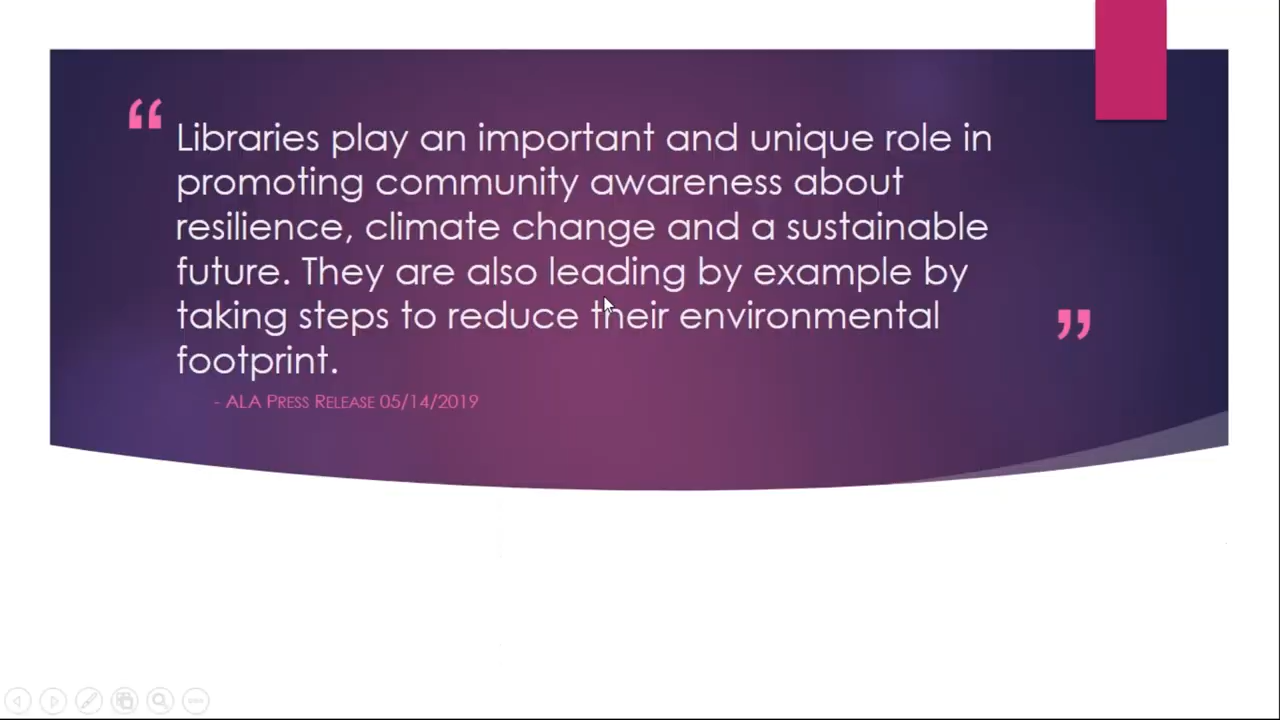 “ Libraries play an important and unique role in
promoting community awareness about
resilience, climate change and a sustainable
future. They are also leading by example by
taking steps to reduce their environmental
footprint. ”
- ALA Press Release 05/14/2019